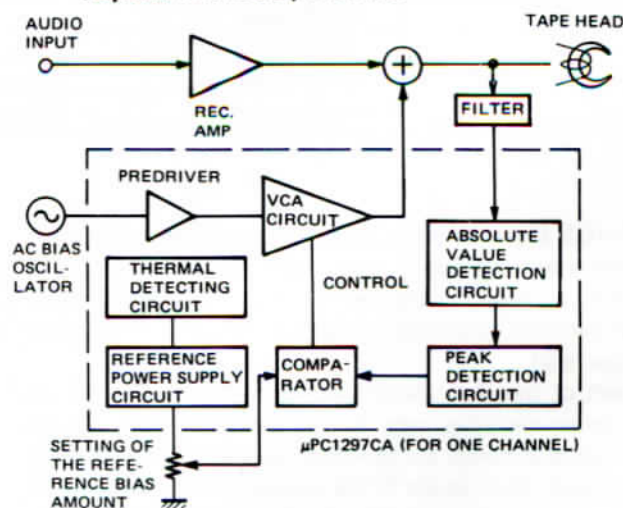 AUDIO
INPUT
TAPE HEAD
REC.
AMP
FILTER
PREDRIVER
VCA
CIRCUIT
AC BIAS
OSCIL-
LATOR
THERMAL
DETECTING
CIRCUIT
CONTROL
ABSOLUTE
VALUE
DETECTION
CIRCUIT
REFERENCE
POWER SUPPLY
CIRCUIT
COMPA-
RATOR
PEAK
DETECTION
CIRCUIT
μPC1297CA (FOR ONE CHANNEL)
SETTING OF
THE REFE-
RENCE BIAS
AMOUNT